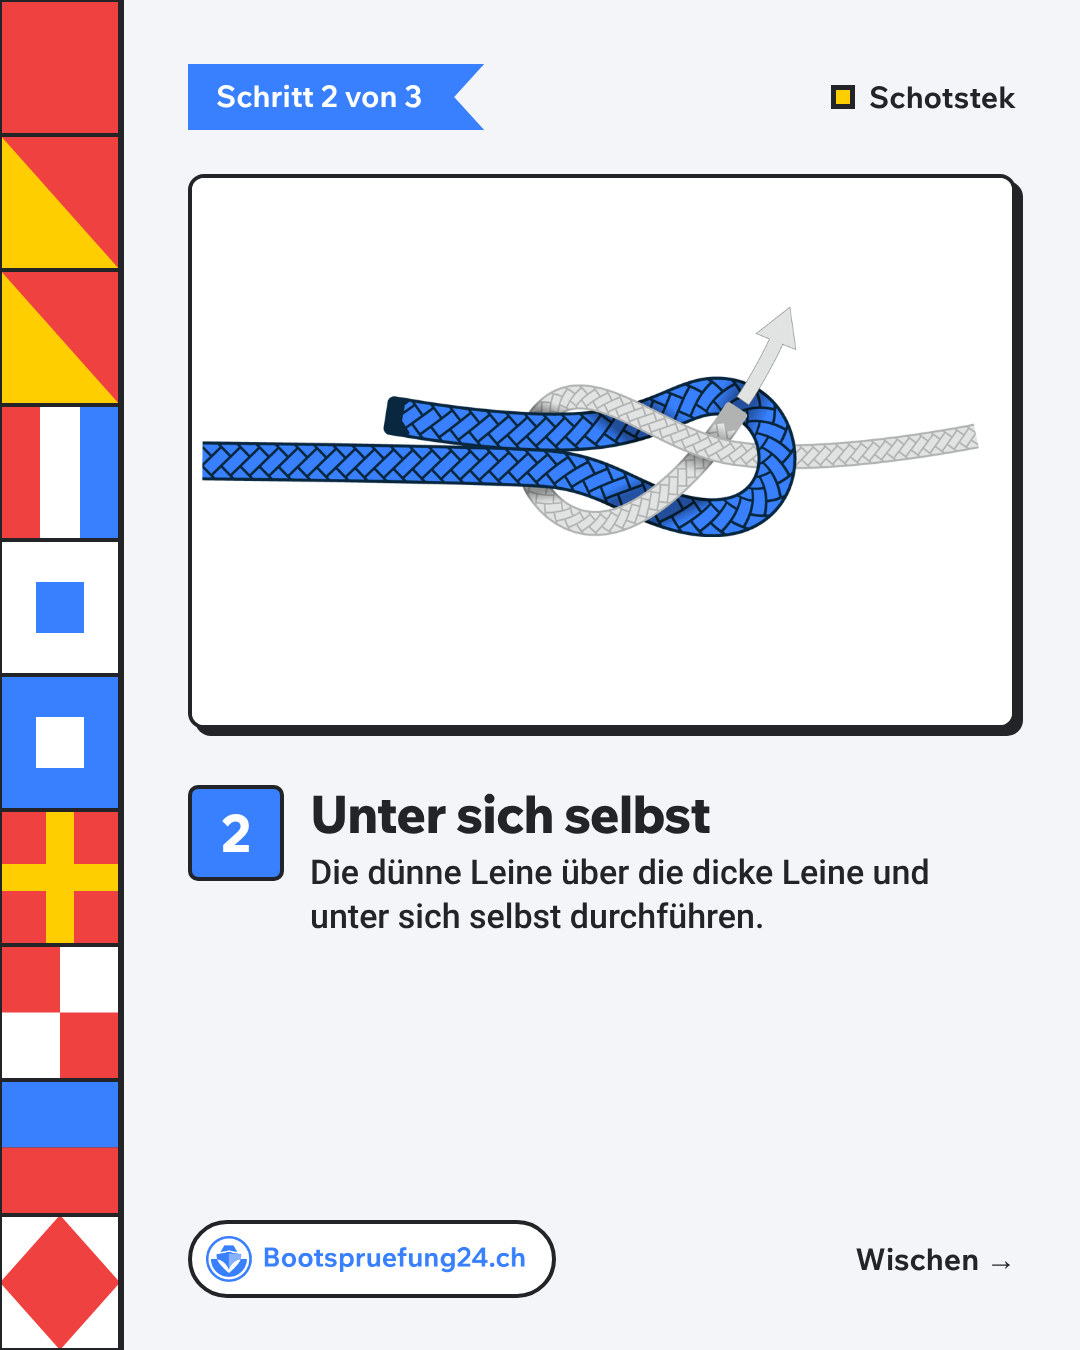 Schritt 2 von 3
Schotstek
2
Unter sich selbst
Die dünne Leine über die dicke Leine und
unter sich selbst durchführen.
Bootspruefung24.ch
Wischen →